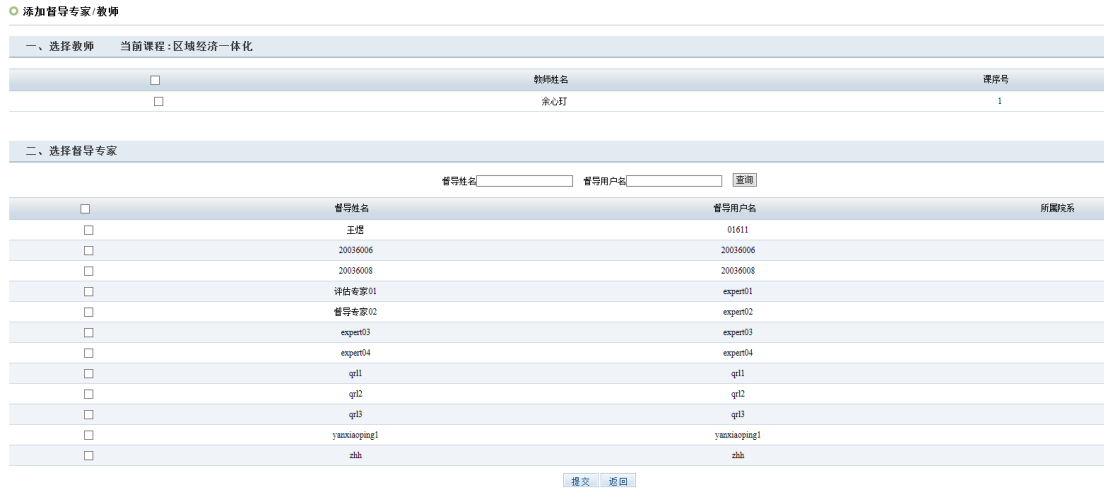 添加督导专家/教师
一、选择教师 当前课程:区域经济一体化
教师姓名 课序号
余心玎 1
二、选择督导专家
督导姓名 督导用户名 查询
督导姓名 督导用户名 所属院系
王煜 01611
20036006 20036006
20036008 20036008
评估专家01 expert01
督导专家02 expert02
expert03 expert03
expert04 expert04
qrl1 qrl1
qrl2 qrl2
qrl3 qrl3
yanxiaoping1 yanxiaoping1
zhh zhh
提交 返回